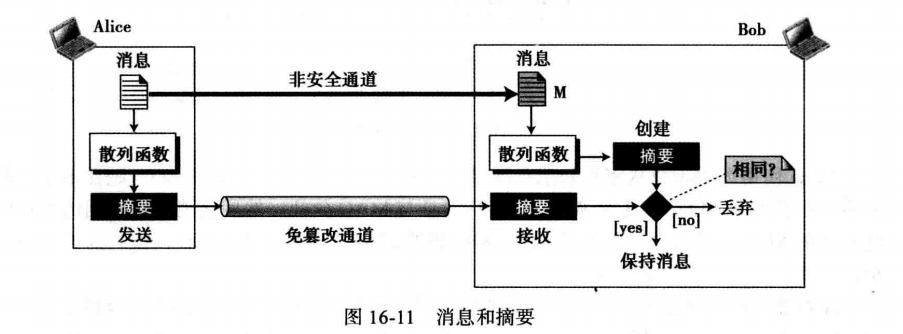 Alice
Bob
消息
消息
非安全通道
M
创建
散列函数
散列函数
摘要
相同?
摘要
摘要
丢弃
[yes]
[no]
发送
免篡改通道
接收
保持消息
图 16-11 消息和摘要